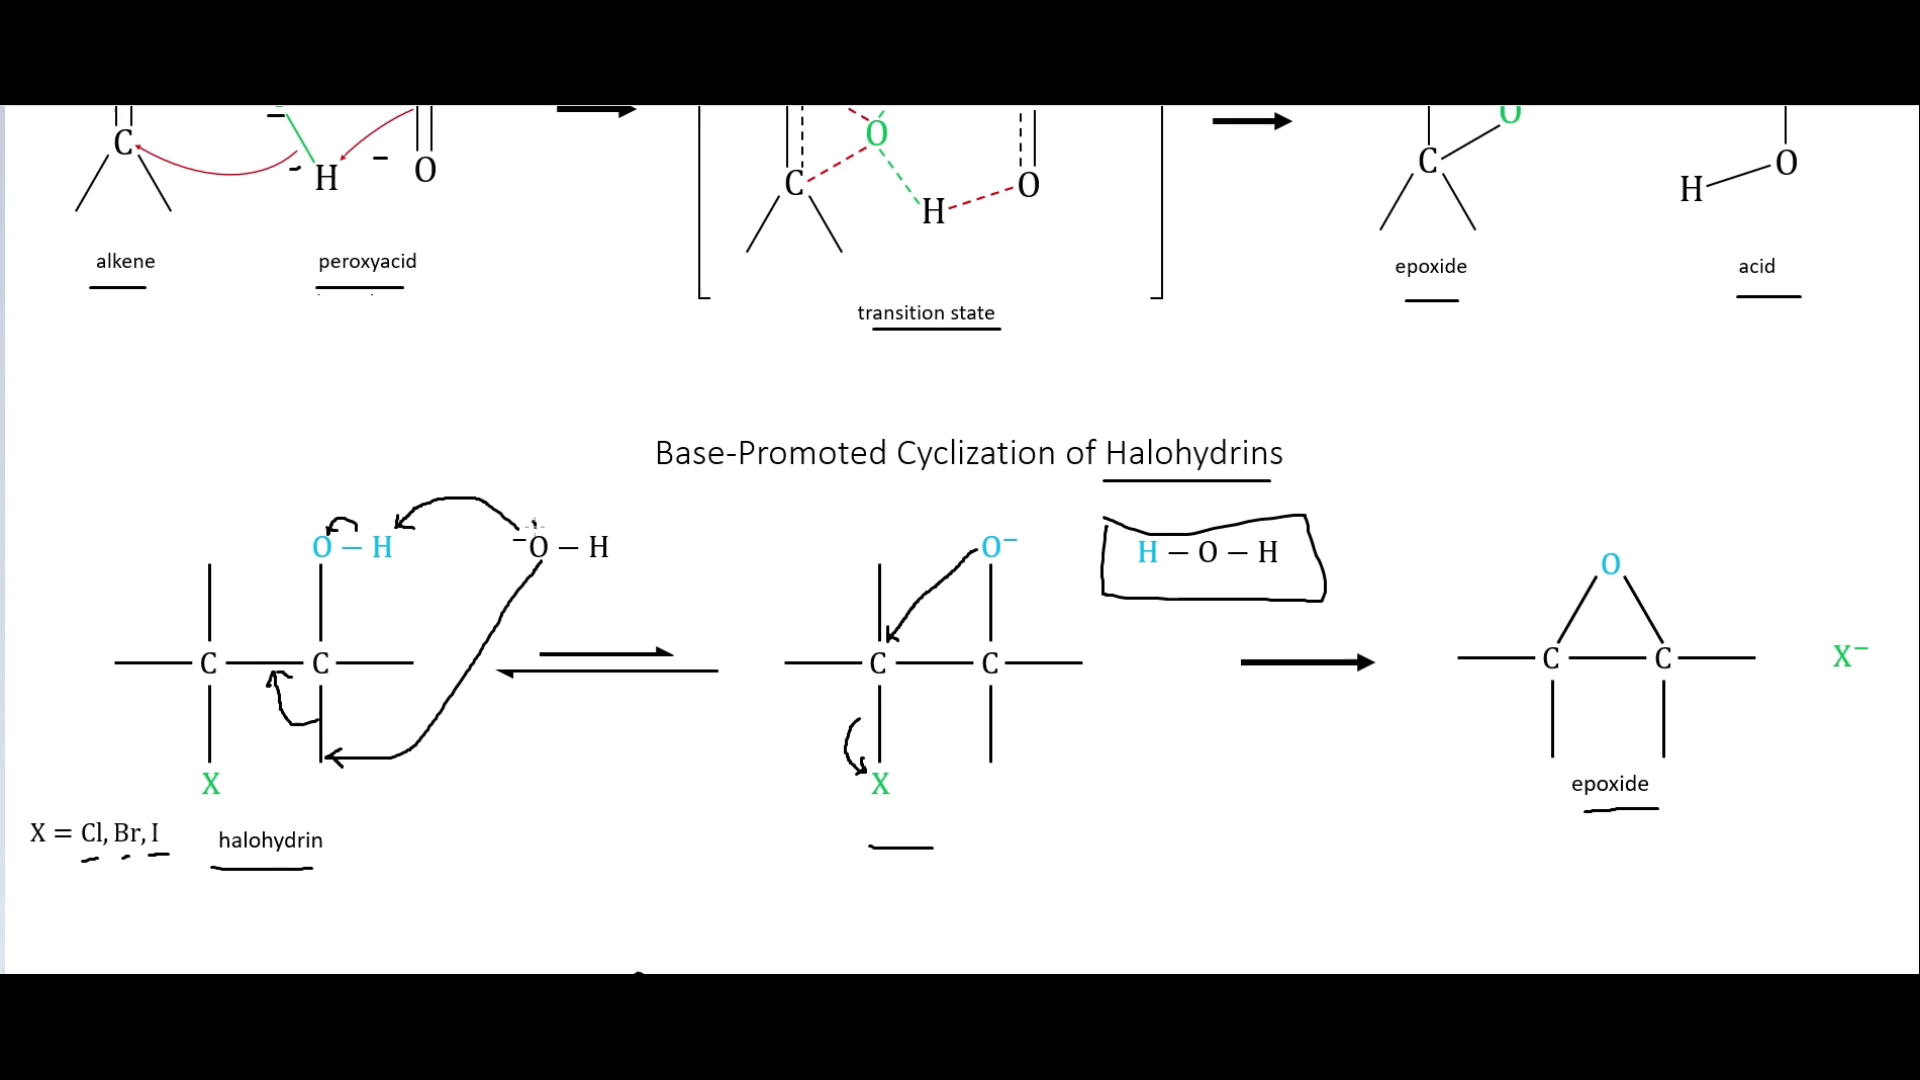 C H O
O C H O
O C H O
alkene peroxyacid
transition state
epoxide acid
Base-Promoted Cyclization of Halohydrins
O – H ⁻O – H
C C
X
X = Cl, Br, I halohydrin
O⁻ H – O – H
C C
X
O
C C X⁻
epoxide